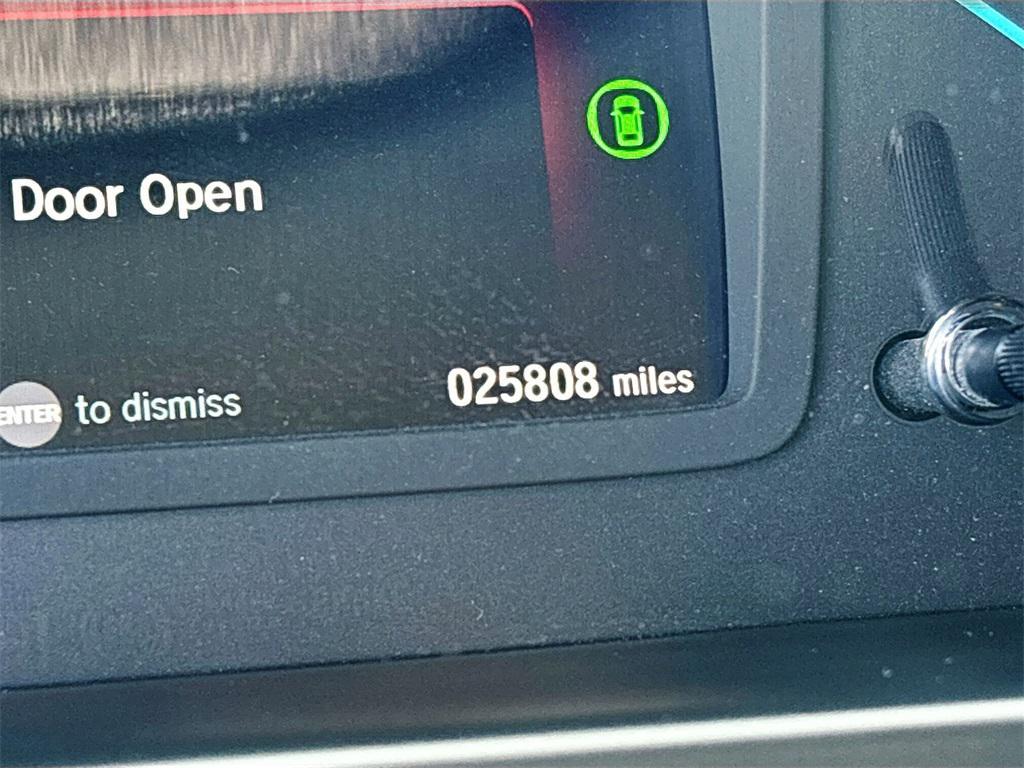 Door Open
ENTER to dismiss
025808 miles